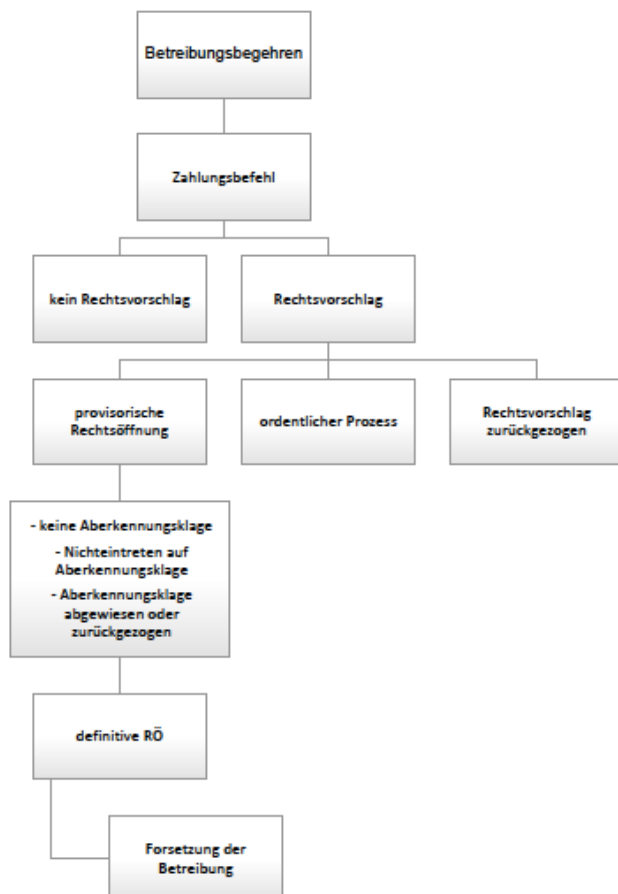 Betreibungsbegehren
Zahlungsbefehl
kein Rechtsvorschlag
Rechtsvorschlag
provisorische
Rechtsöffnung
ordentlicher Prozess
Rechtsvorschlag
zurückgezogen
- keine Aberkennungsklage
- Nichteintreten auf
Aberkennungsklage
- Aberkennungsklage
abgewiesen oder
zurückgezogen
definitive RÖ
Forsetzung der
Betreibung